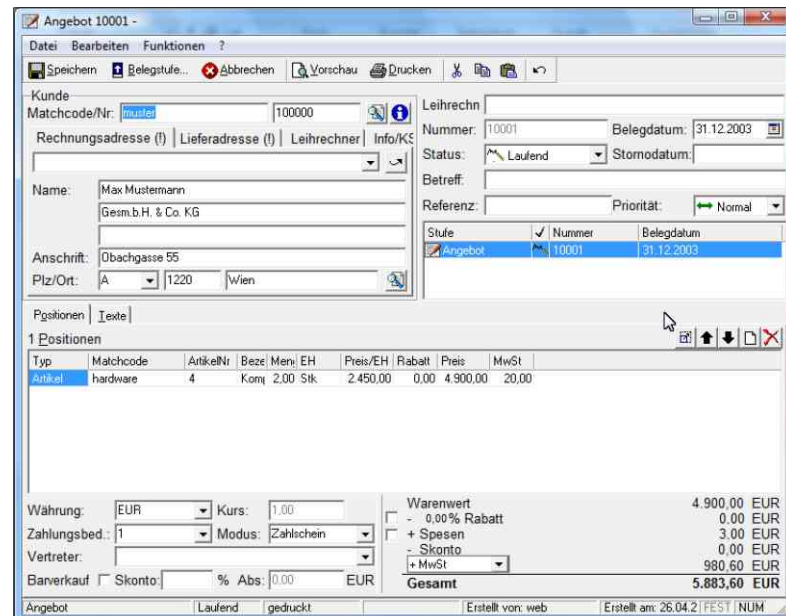 Angebot 10001 -
Datei Bearbeiten Funktionen ?
Speichern Belegstufe... Abbrechen Vorschau Drucken
Kunde
Matchcode/Nr: muster 100000
Rechnungsadresse (!) Lieferadresse (!) Leihrechner Info/KS
Name: Max Mustermann
Gesm.b.H. & Co. KG
Anschrift: Obachgasse 55
Plz/Ort: A 1220 Wien
Leihrechn
Nummer: 10001 Belegdatum: 31.12.2003
Status: Laufend Stornodatum:
Betreff:
Referenz: Priorität: Normal
Stufe Nummer Belegdatum
Angebot 10001 31.12.2003
Positionen Texte
1 Positionen
Typ Matchcode ArtikelNr Beze Meni EH Preis/EH Rabatt Preis MwSt
Artikel hardware 4 Kom 2,00 Stk 2.450,00 0,00 4.900,00 20,00
Währung: EUR Kurs: 1,00
Zahlungsbed.: 1 Modus: Zahlschein
Vertreter:
Barverkauf Skonto: % Abs: 0,00 EUR
Warenwert 4.900,00 EUR
- 0,00% Rabatt 0,00 EUR
+ Spesen 3,00 EUR
- Skonto 0,00 EUR
+ MwSt 980,60 EUR
Gesamt 5.883,60 EUR
Angebot Laufend gedruckt Erstellt von: web Erstellt am: 26.04.2 FEST NUM